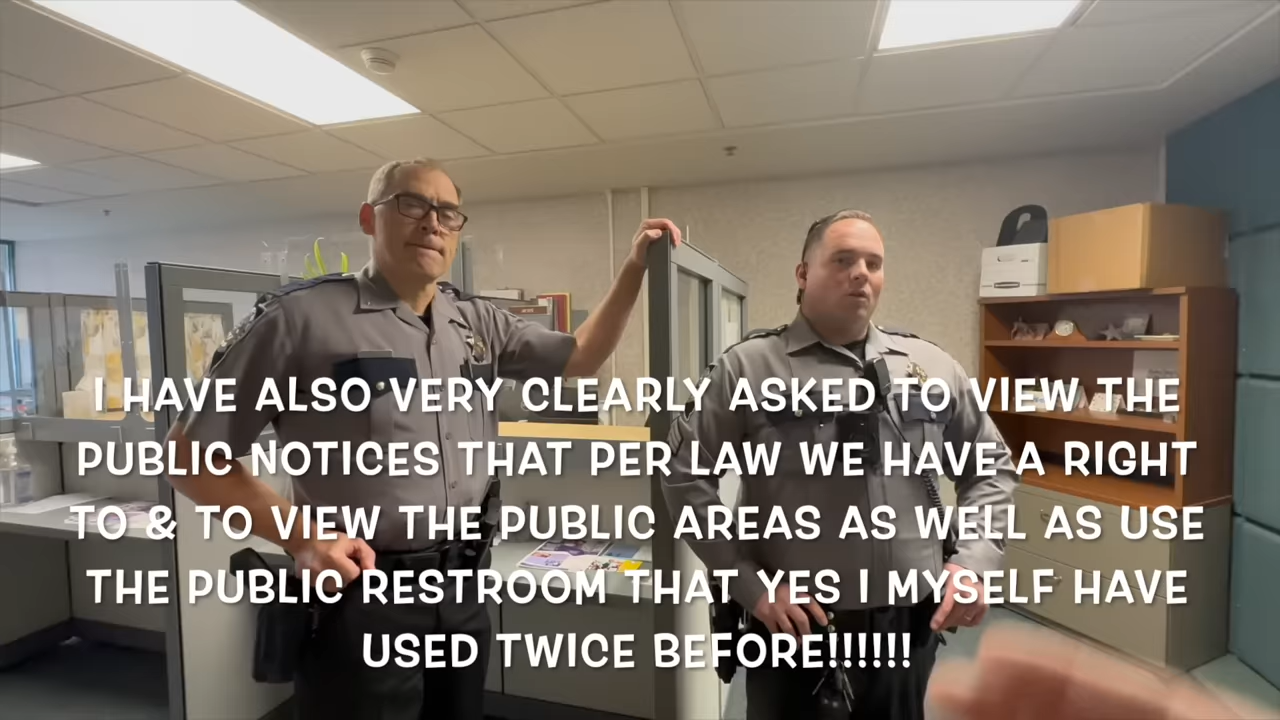 I HAVE ALSO VERY CLEARLY ASKED TO VIEW THE
PUBLIC NOTICES THAT PER LAW WE HAVE A RIGHT
TO & TO VIEW THE PUBLIC AREAS AS WELL AS USE
THE PUBLIC RESTROOM THAT YES I MYSELF HAVE
USED TWICE BEFORE!!!!!!